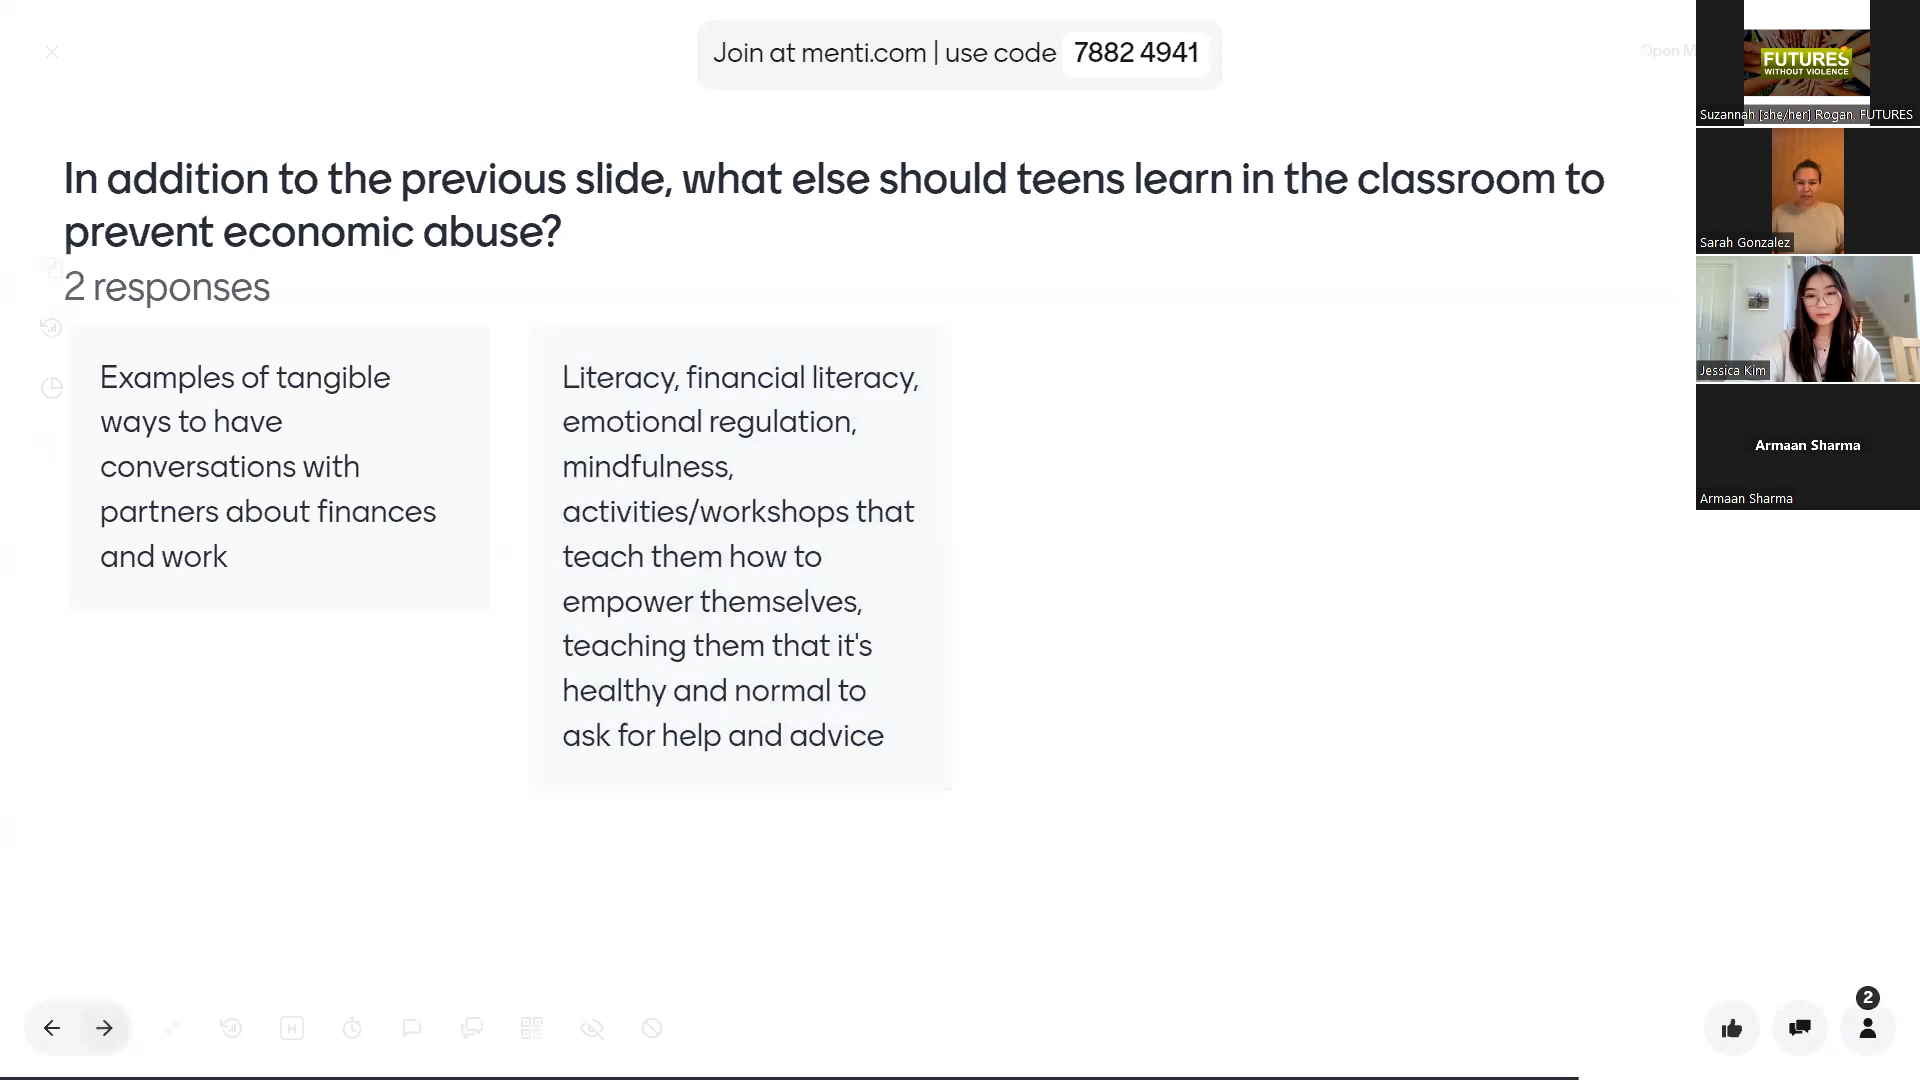 Join at menti.com | use code 7882 4941
Open M
FUTURES
WITHOUT VIOLENCE
Suzannah [she/her] Rogan, FUTURES
In addition to the previous slide, what else should teens learn in the classroom to
prevent economic abuse?
2 responses
Sarah Gonzalez
Jessica Kim
Armaan Sharma
Armaan Sharma
Examples of tangible
ways to have
conversations with
partners about finances
and work
Literacy, financial literacy,
emotional regulation,
mindfulness,
activities/workshops that
teach them how to
empower themselves,
teaching them that it's
healthy and normal to
ask for help and advice
H
2